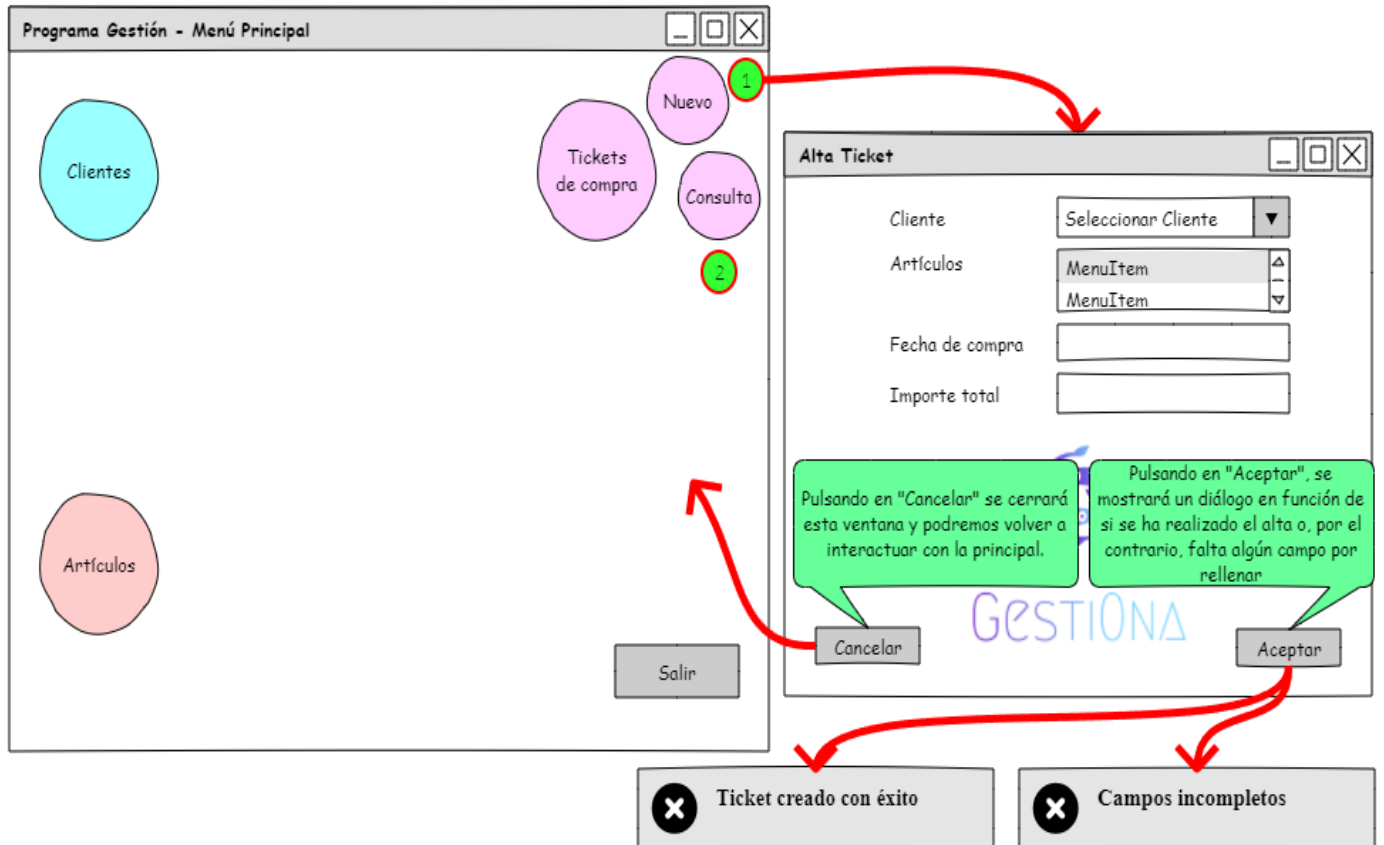 Programa Gestión - Menú Principal
Clientes
Tickets
de compra
Nuevo
1
Consulta
2
Artículos
Salir
Alta Ticket
Cliente
Seleccionar Cliente
Artículos
MenuItem
MenuItem
Fecha de compra
Importe total
Pulsando en "Cancelar" se cerrará
esta ventana y podremos volver a
interactuar con la principal.
Pulsando en "Aceptar", se
mostrará un diálogo en función de
si se ha realizado el alta o, por el
contrario, falta algún campo por
rellenar
GestiOna
Cancelar
Aceptar
Ticket creado con éxito
Campos incompletos